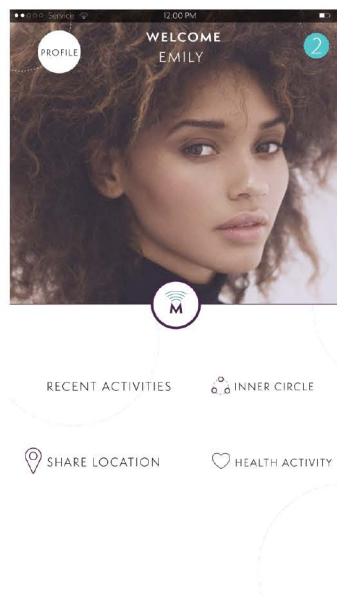 Service 12:00 PM
PROFILE
WELCOME
EMILY
2
M
RECENT ACTIVITIES
INNER CIRCLE
SHARE LOCATION
HEALTH ACTIVITY